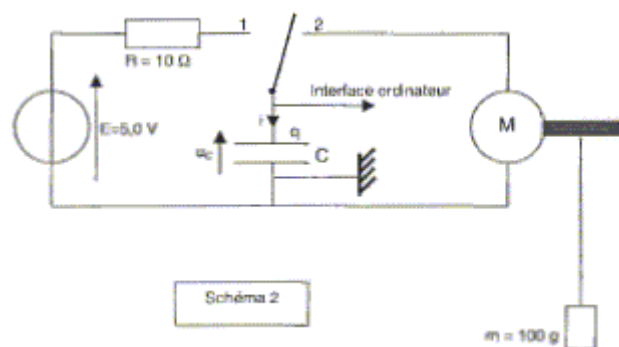 1
2
R = 10 Ω
Interface ordinateur
E=5,0 V
i
q
uc
C
M
Schéma 2
m = 100 g